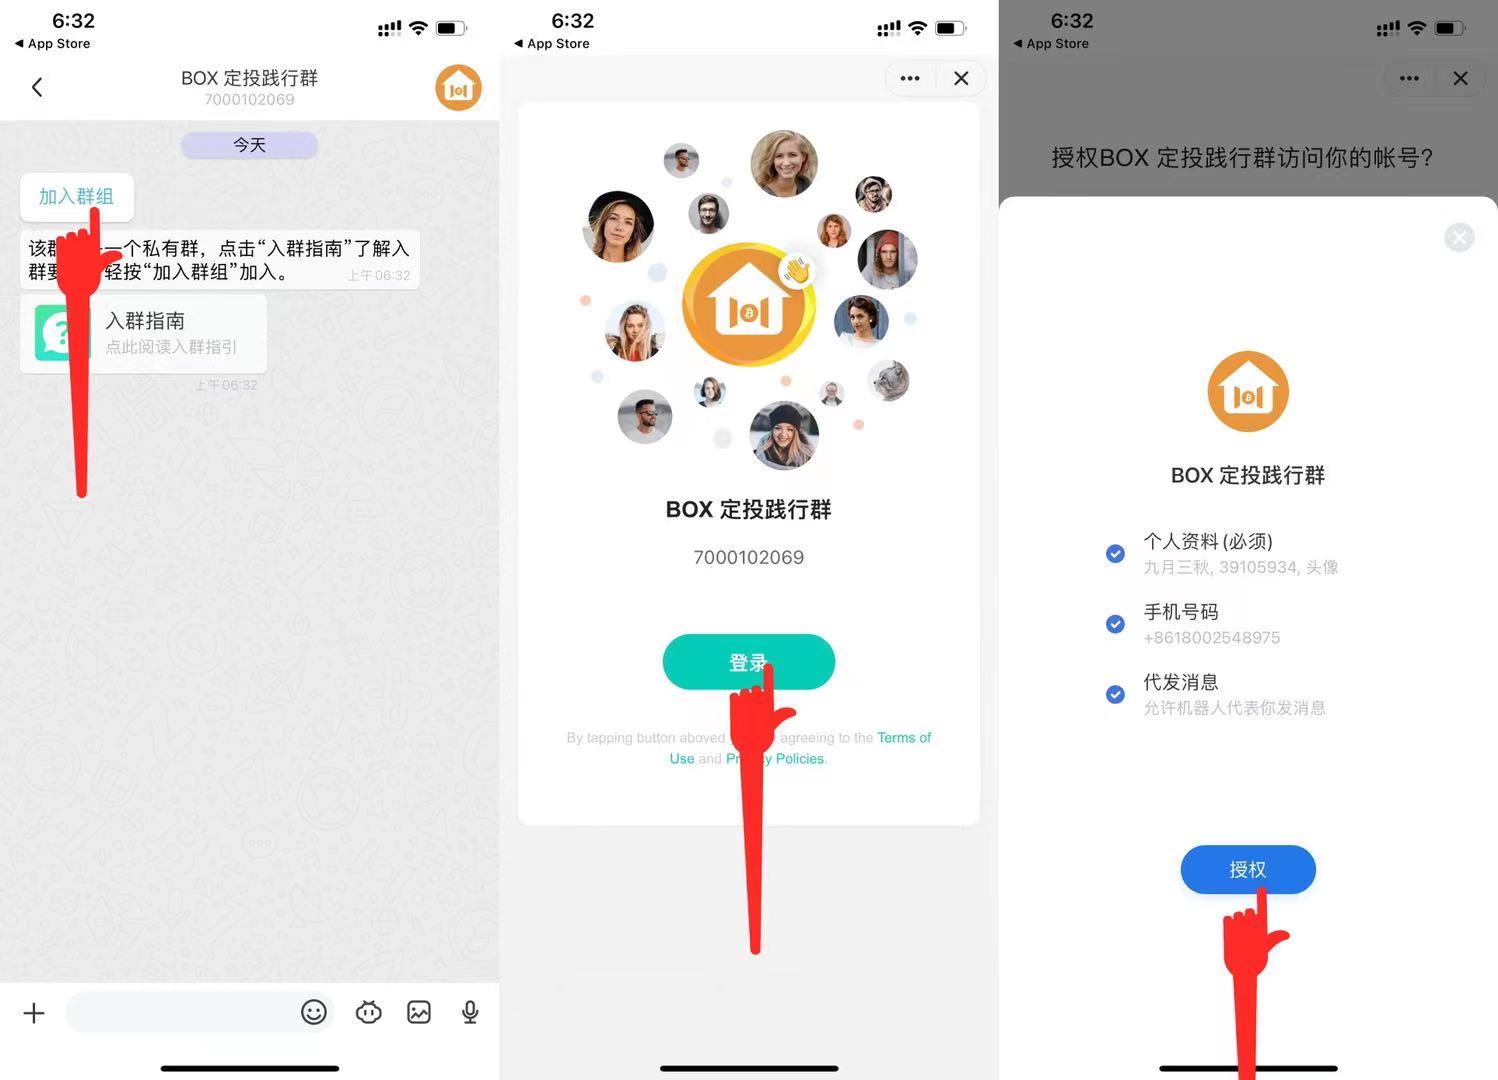 6:32
◀ App Store
BOX 定投践行群
7000102069
今天
加入群组
该群 一个私有群，点击“入群指南”了解入
群要 轻按“加入群组”加入。
上午06:32
入群指南
点此阅读入群指引
上午06:32
6:32
◀ App Store
BOX 定投践行群
7000102069
登录
By tapping button aboved agreeing to the Terms of
Use and Policies.
6:32
◀ App Store
授权BOX 定投践行群访问你的帐号？
BOX 定投践行群
个人资料 (必须)
九月三秋, 39105934, 头像
手机号码
+8618002548975
代发消息
允许机器人代表你发消息
授权